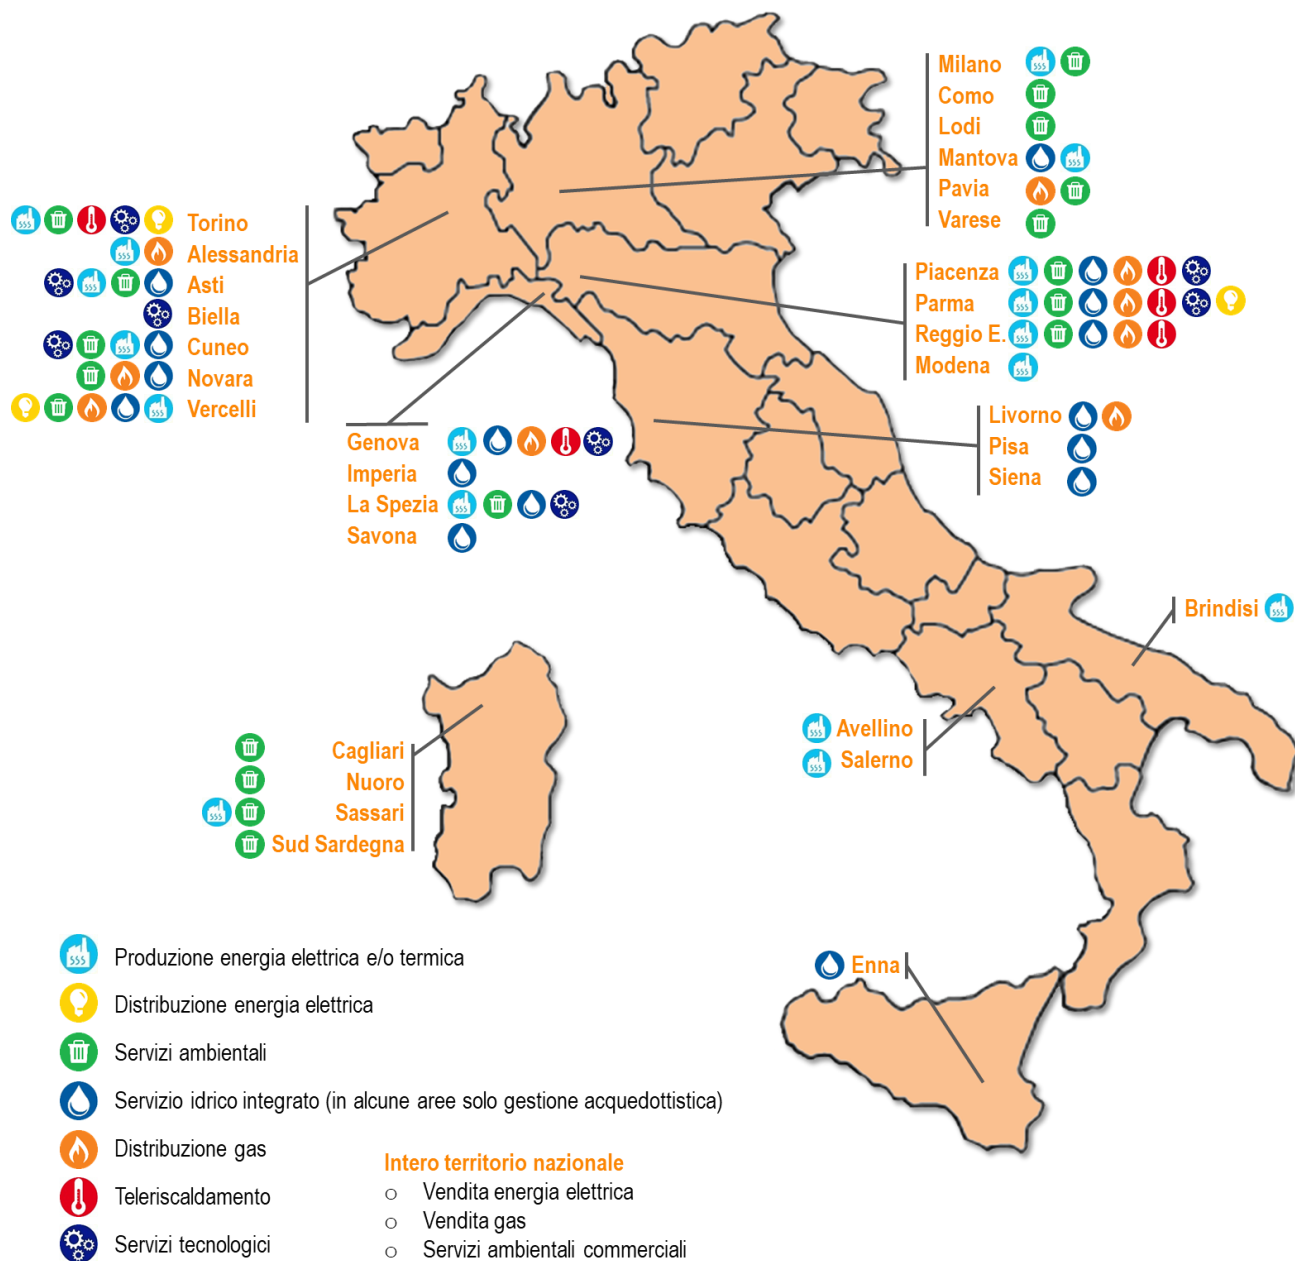 Milano
Como
Lodi
Mantova
Pavia
Varese
Torino
Alessandria
Asti
Biella
Cuneo
Novara
Vercelli
Piacenza
Parma
Reggio E.
Modena
Livorno
Pisa
Siena
Genova
Imperia
La Spezia
Savona
Brindisi
Avellino
Salerno
Cagliari
Nuoro
Sassari
Sud Sardegna
Enna
Produzione energia elettrica e/o termica
Distribuzione energia elettrica
Servizi ambientali
Servizio idrico integrato (in alcune aree solo gestione acquedottistica)
Distribuzione gas
Teleriscaldamento
Servizi tecnologici
Intero territorio nazionale
o Vendita energia elettrica
o Vendita gas
o Servizi ambientali commerciali